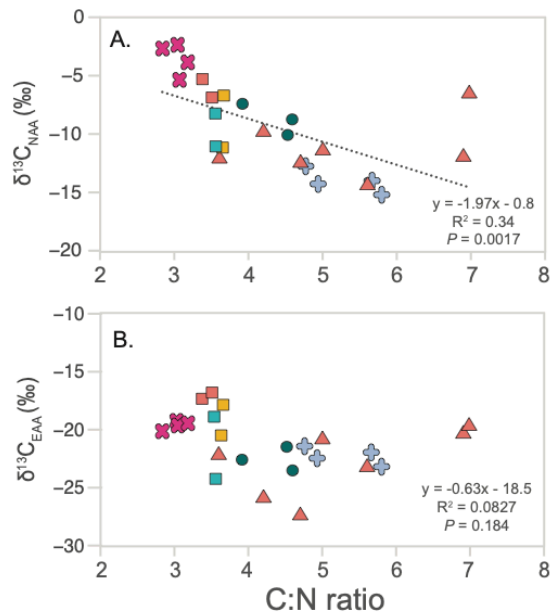 0
A.
−5
−10
−15
y = -1.97x - 0.8
R² = 0.34
P = 0.0017
−20
δ¹³C_NAA (‰)
2 3 4 5 6 7 8
−10
B.
−15
−20
−25
y = -0.63x - 18.5
R² = 0.0827
P = 0.184
−30
δ¹³C_EAA (‰)
2 3 4 5 6 7 8
C:N ratio